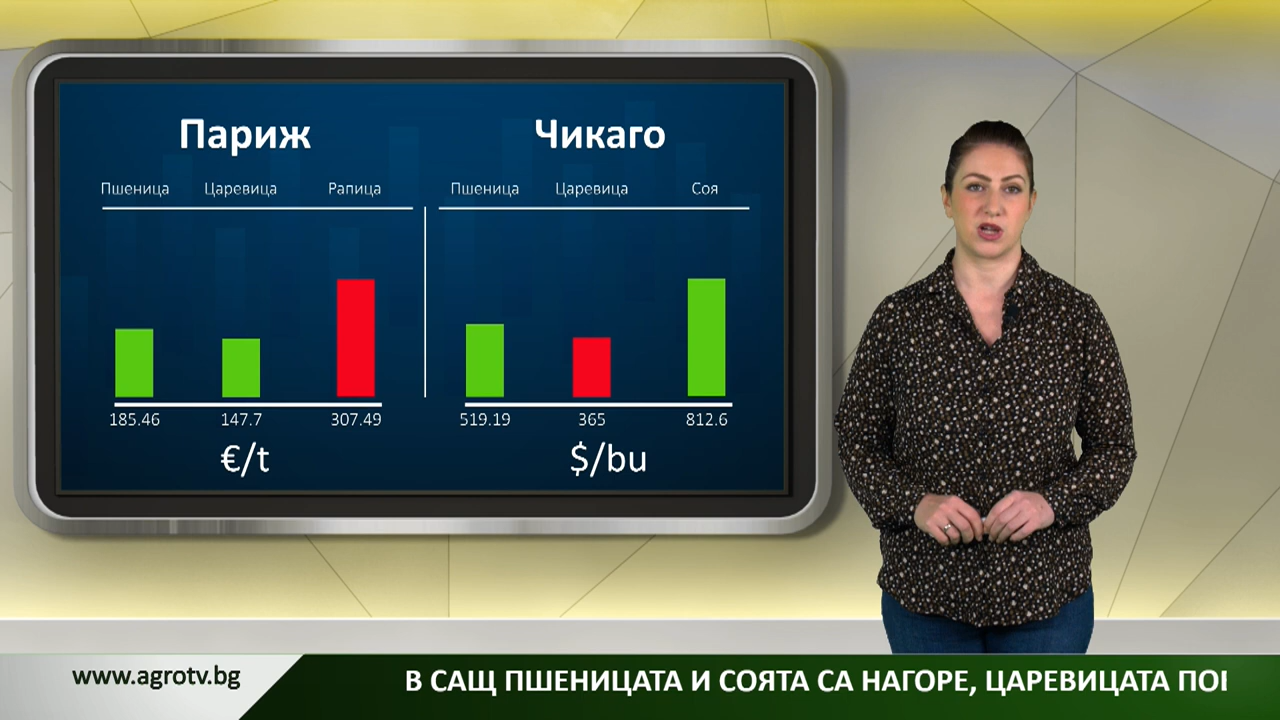 Париж
Чикаго
Пшеница Царевица Рапица
Пшеница Царевица Соя
185.46 147.7 307.49
519.19 365 812.6
€/t
$/bu
www.agrotv.bg
В САЩ ПШЕНИЦАТА И СОЯТА СА НАГОРЕ, ЦАРЕВИЦАТА